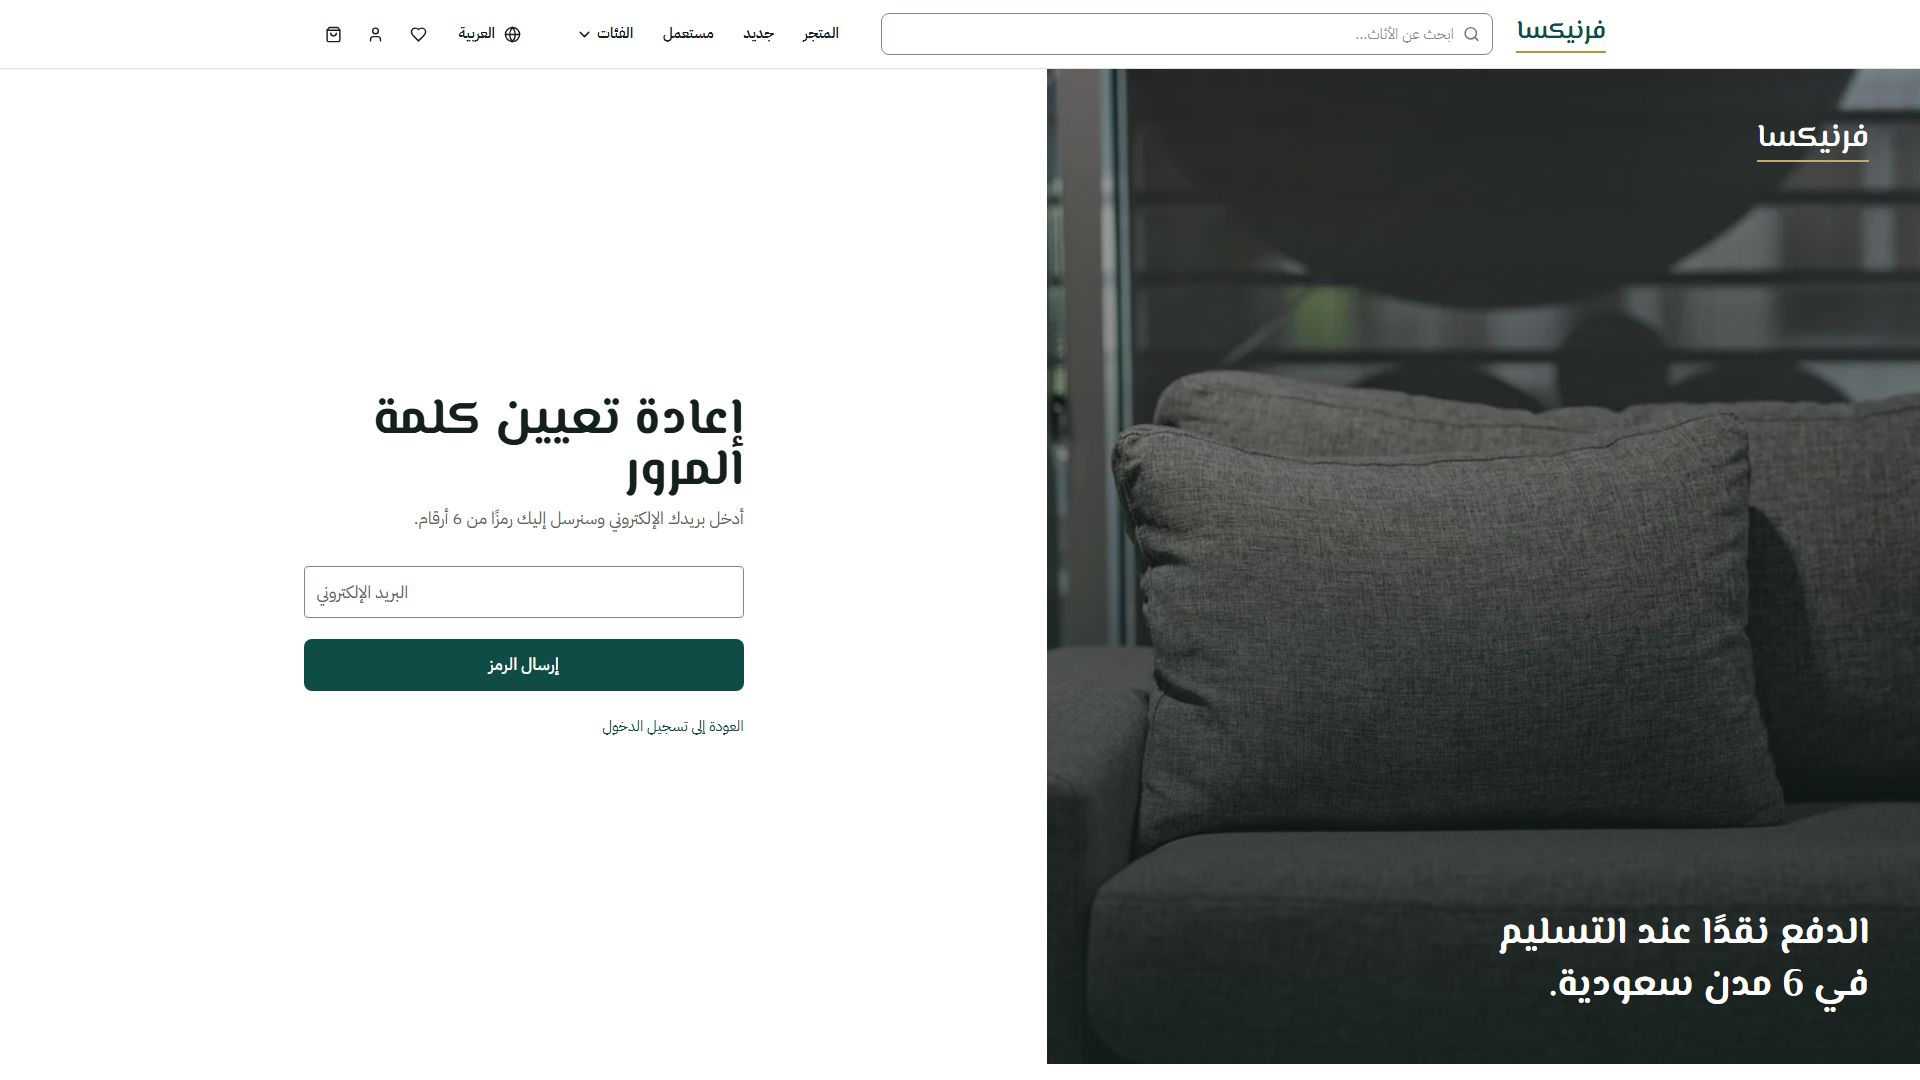 فرنيكسا
ابحث عن الأثاث...
المتجر
جديد
مستعمل
الفئات
العربية
فرنيكسا
إعادة تعيين كلمة
المرور
أدخل بريدك الإلكتروني وسنرسل إليك رمزًا من 6 أرقام.
البريد الإلكتروني
إرسال الرمز
العودة إلى تسجيل الدخول
الدفع نقدًا عند التسليم
في 6 مدن سعودية.